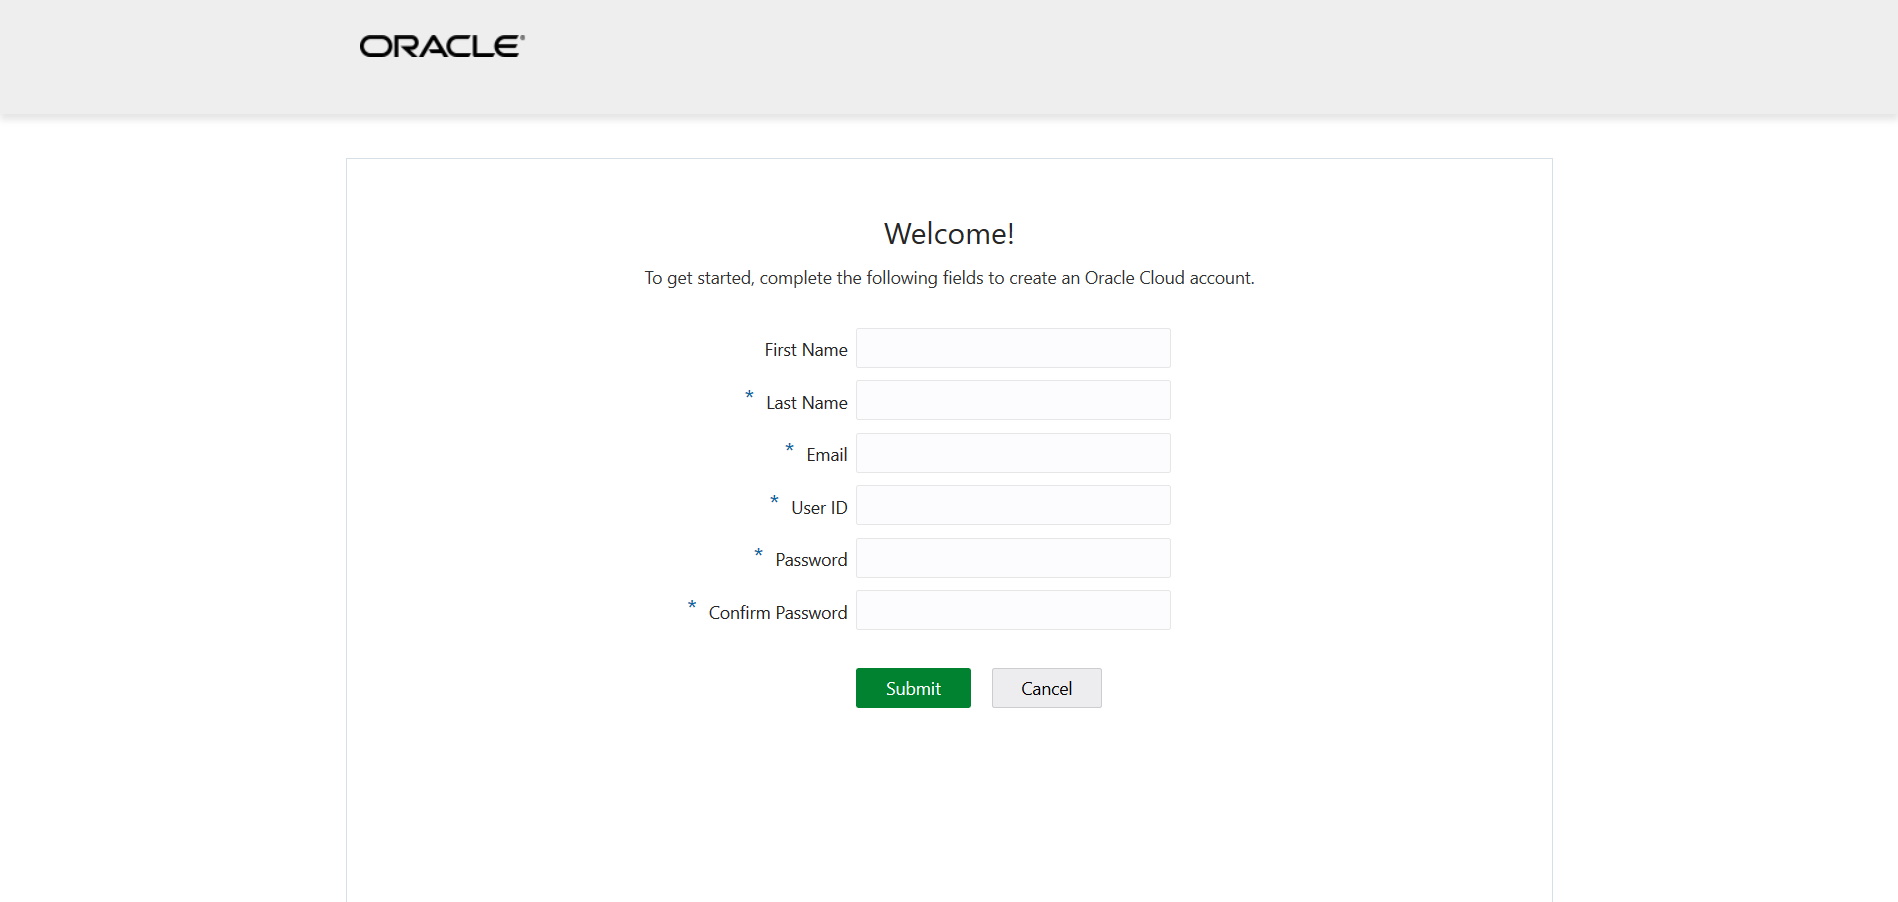 ORACLE®
Welcome!
To get started, complete the following fields to create an Oracle Cloud account.
First Name
* Last Name
* Email
* User ID
* Password
* Confirm Password
Submit Cancel